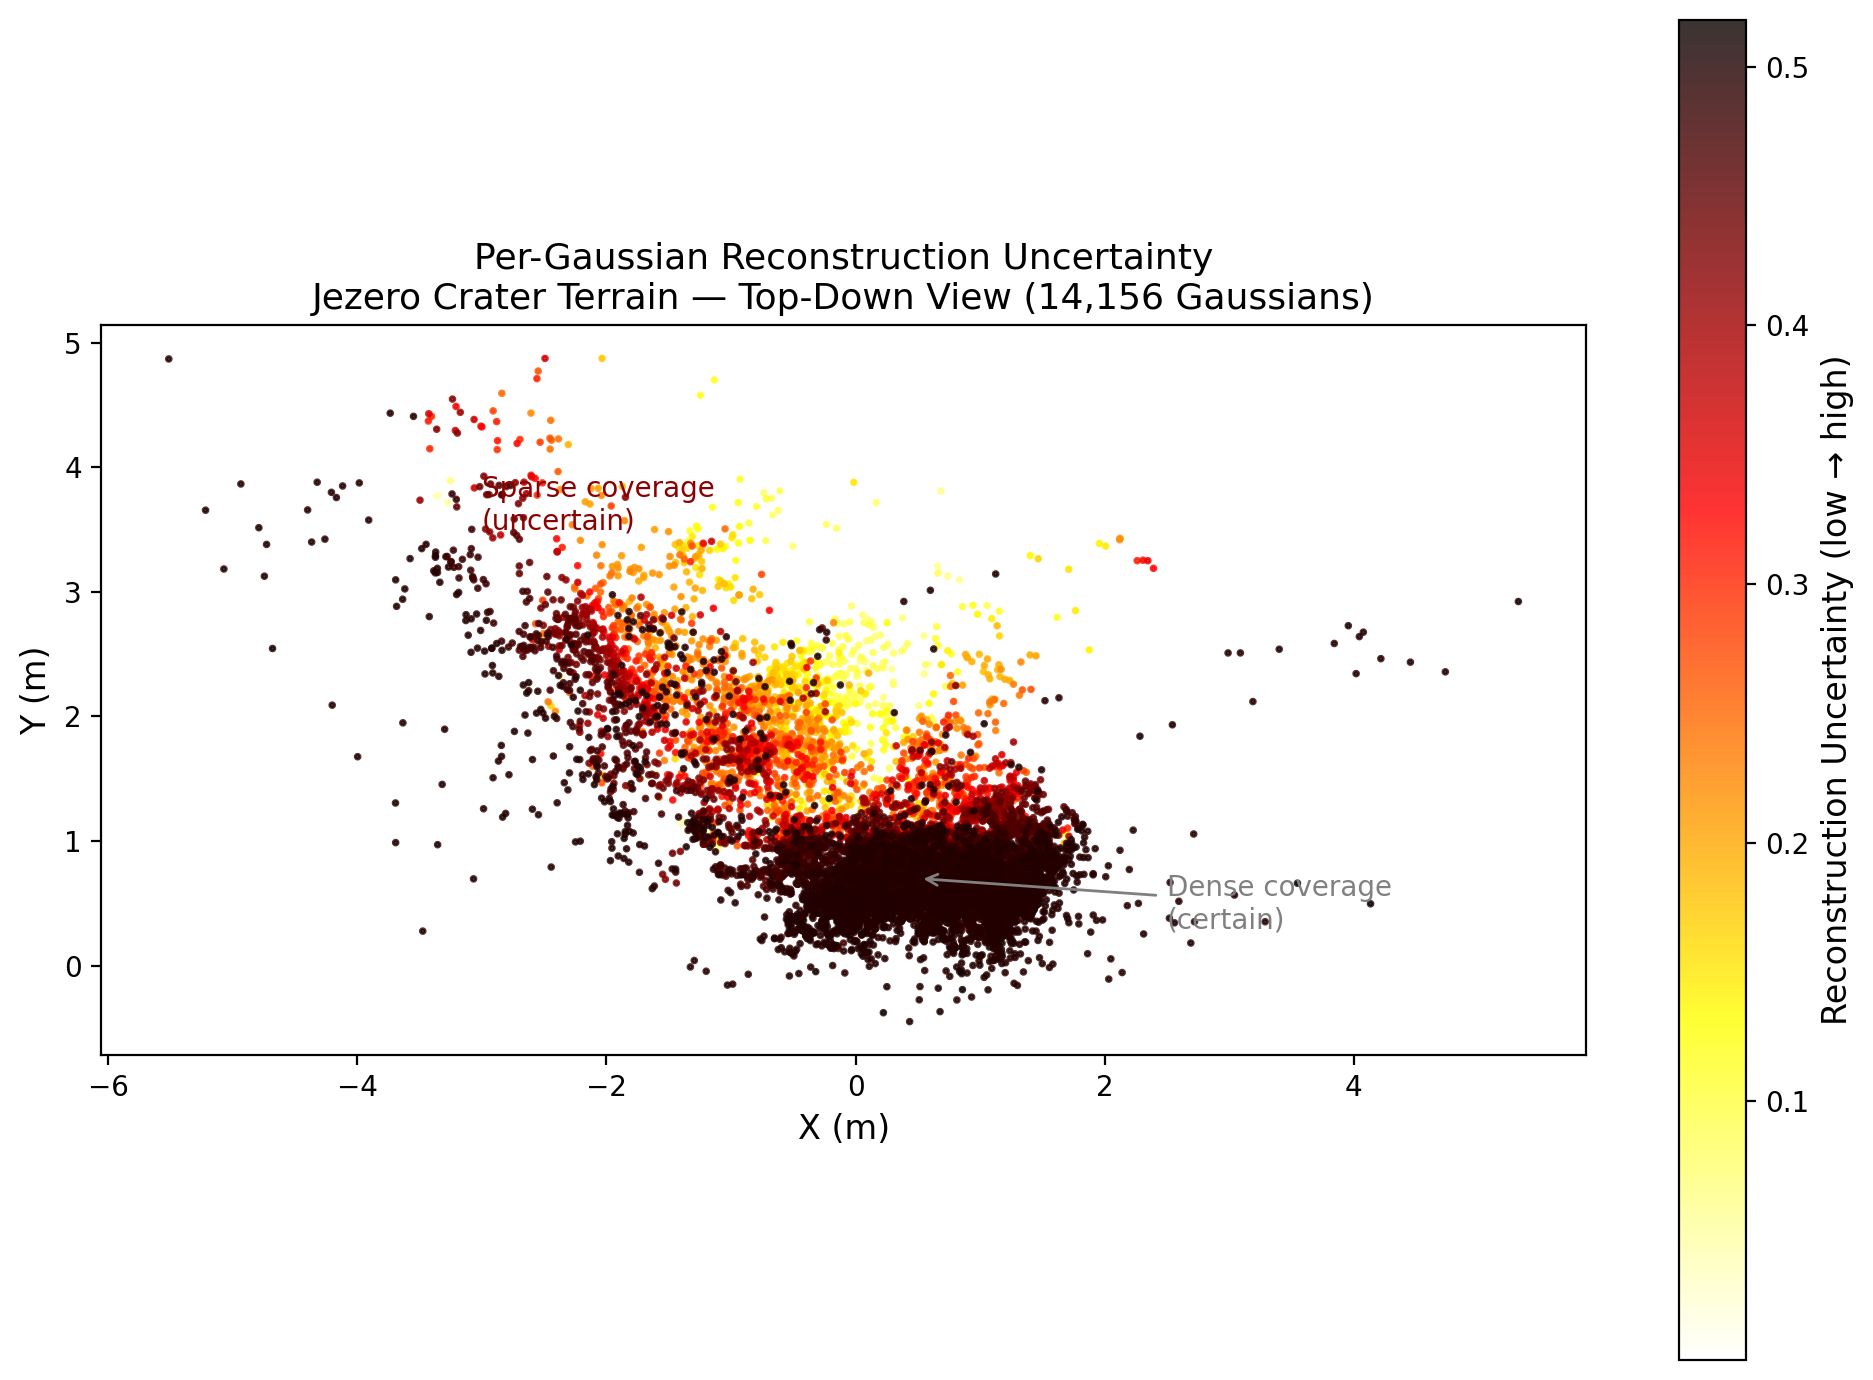 Per-Gaussian Reconstruction Uncertainty
Jezero Crater Terrain — Top-Down View (14,156 Gaussians)
5
4
3
2
1
0
Y (m)
−6
−4
−2
0
2
4
X (m)
Sparse coverage
(uncertain)
Dense coverage
(certain)
0.5
0.4
0.3
0.2
0.1
Reconstruction Uncertainty (low → high)